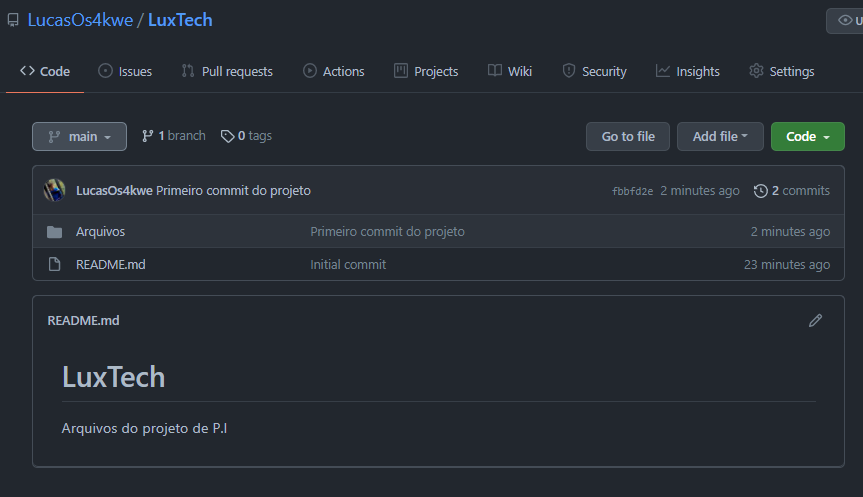 LucasOs4kwe / LuxTech
Code Issues Pull requests Actions Projects Wiki Security Insights Settings
main 1 branch 0 tags Go to file Add file Code
LucasOs4kwe Primeiro commit do projeto fbbfd2e 2 minutes ago 2 commits
Arquivos Primeiro commit do projeto 2 minutes ago
README.md Initial commit 23 minutes ago
README.md
LuxTech
Arquivos do projeto de P.I